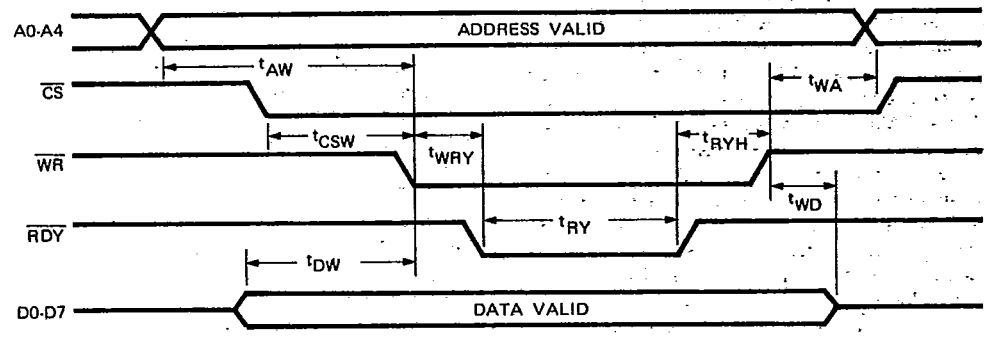 A0-A4 ADDRESS VALID
tAW tWA
CS
tCSW tWRY tRYH
WR
tWD
tRY
RDY
tDW
D0-D7 DATA VALID